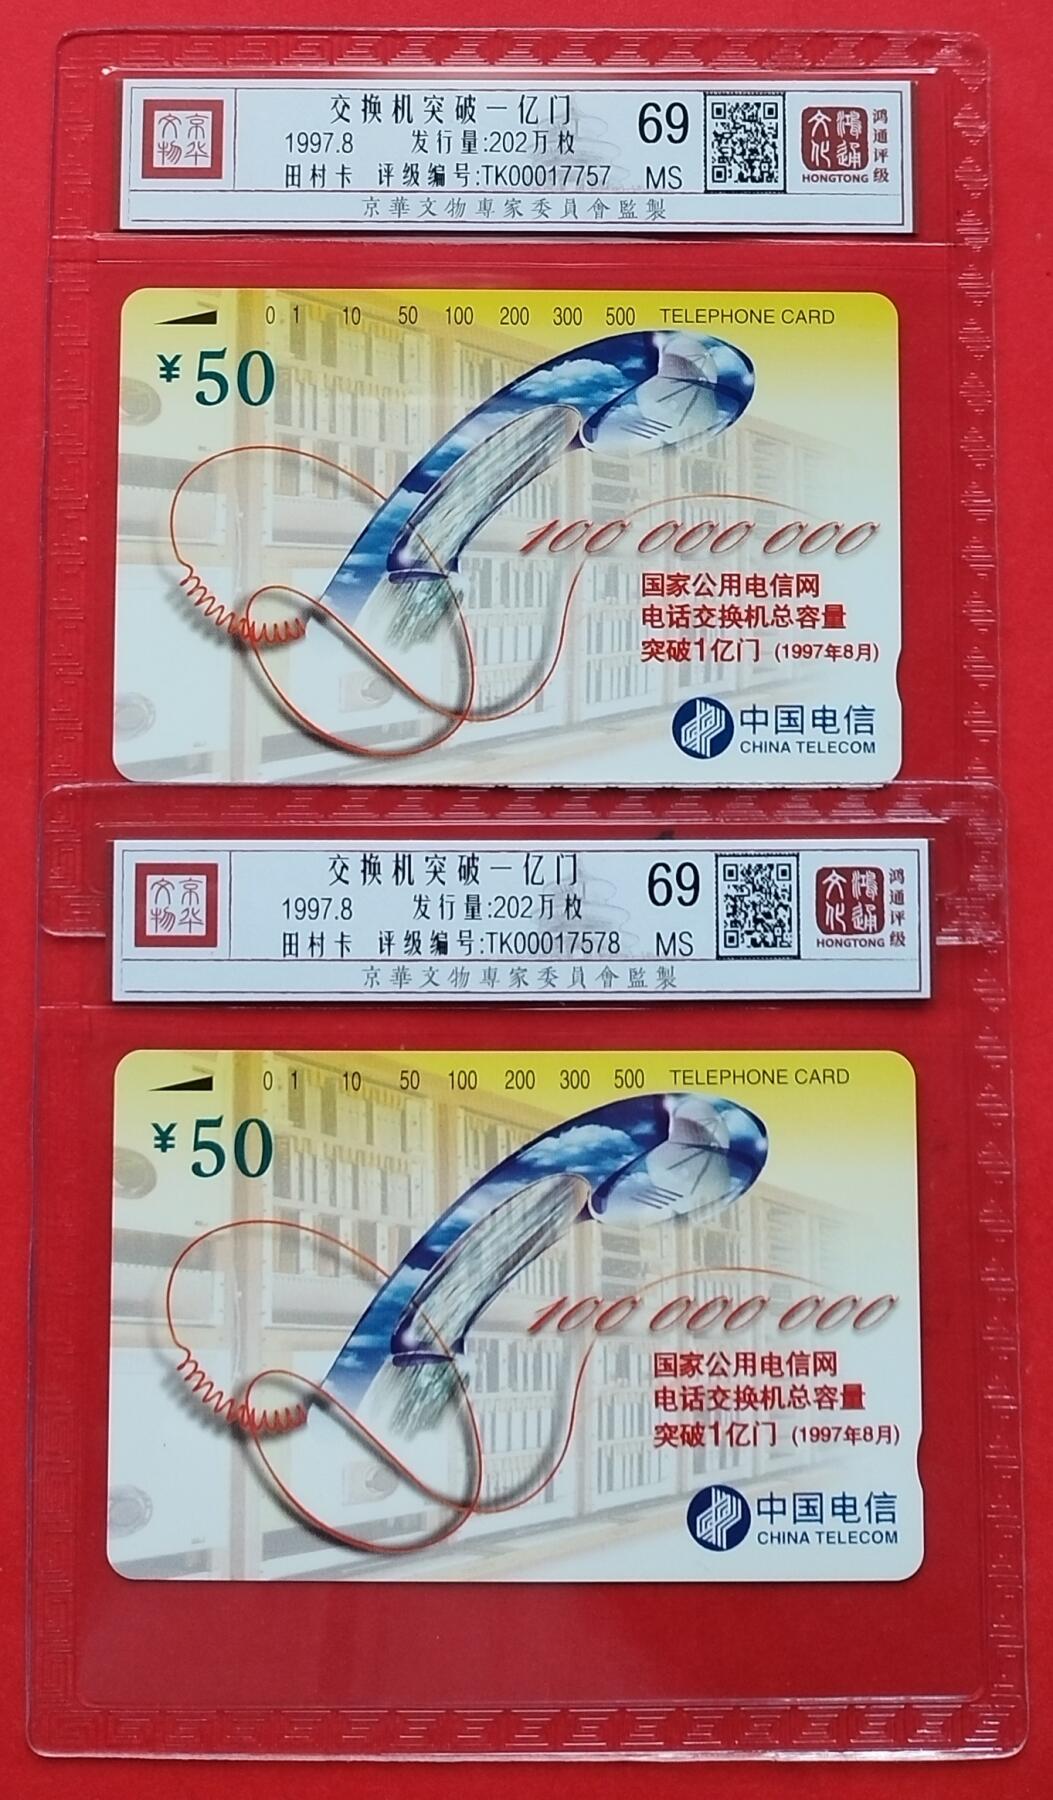 交换机突破一亿门
1997.8 发行量:202万枚
田村卡 评级编号:TK00017757
京華文物專家委員會監製
京华文物
69
MS
鸿通文化
HONGTONG
鸿通评级
0 1 10 50 100 200 300 500 TELEPHONE CARD
¥50
100 000 000
国家公用电信网
电话交换机总容量
突破1亿门 (1997年8月)
中国电信
CHINA TELECOM
交换机突破一亿门
1997.8 发行量:202万枚
田村卡 评级编号:TK00017578
京華文物專家委員會監製
京华文物
69
MS
鸿通文化
HONGTONG
鸿通评级
0 1 10 50 100 200 300 500 TELEPHONE CARD
¥50
100 000 000
国家公用电信网
电话交换机总容量
突破1亿门 (1997年8月)
中国电信
CHINA TELECOM